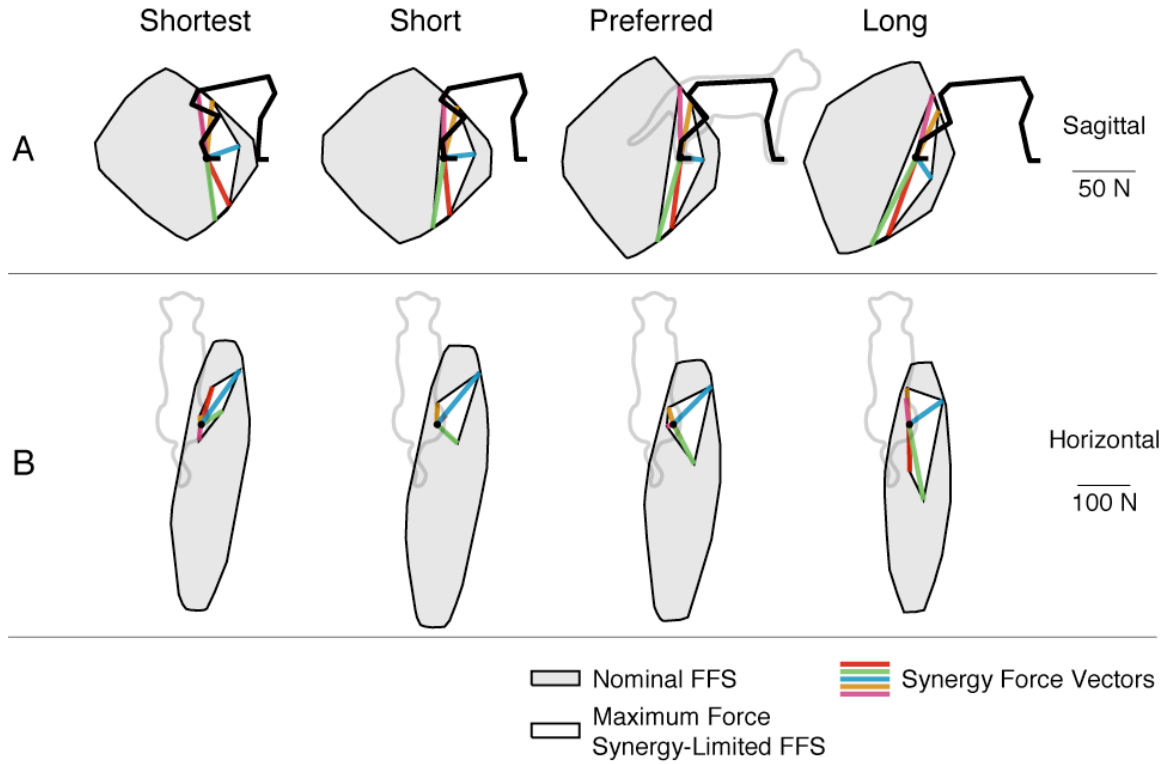 Shortest Short Preferred Long
A
Sagittal
50 N
B
Horizontal
100 N
Nominal FFS
Synergy Force Vectors
Maximum Force
Synergy-Limited FFS